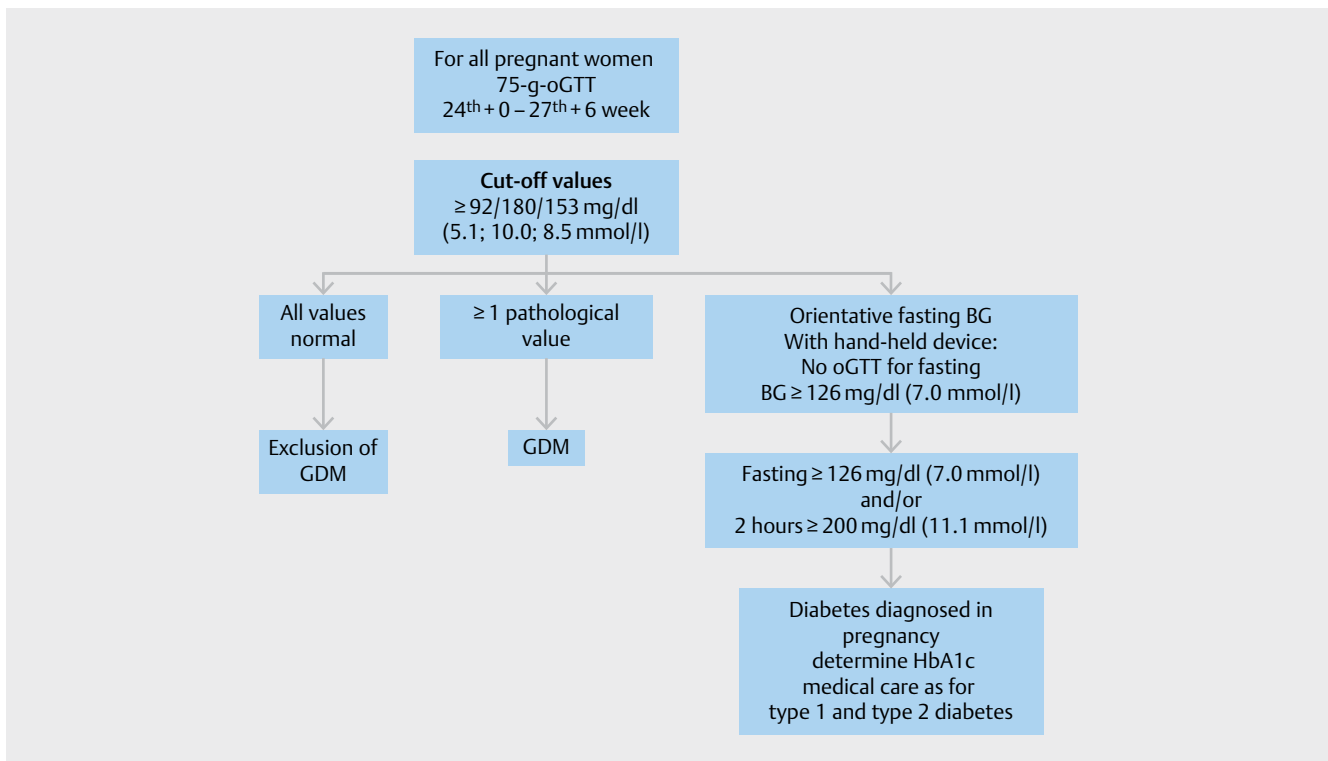 For all pregnant women
75-g-oGTT
24th + 0 – 27th + 6 week
Cut-off values
≥ 92/180/153 mg/dl
(5.1; 10.0; 8.5 mmol/l)
All values
normal
≥ 1 pathological
value
Orientative fasting BG
With hand-held device:
No oGTT for fasting
BG ≥ 126 mg/dl (7.0 mmol/l)
Exclusion of
GDM
GDM
Fasting ≥ 126 mg/dl (7.0 mmol/l)
and/or
2 hours ≥ 200 mg/dl (11.1 mmol/l)
Diabetes diagnosed in
pregnancy
determine HbA1c
medical care as for
type 1 and type 2 diabetes